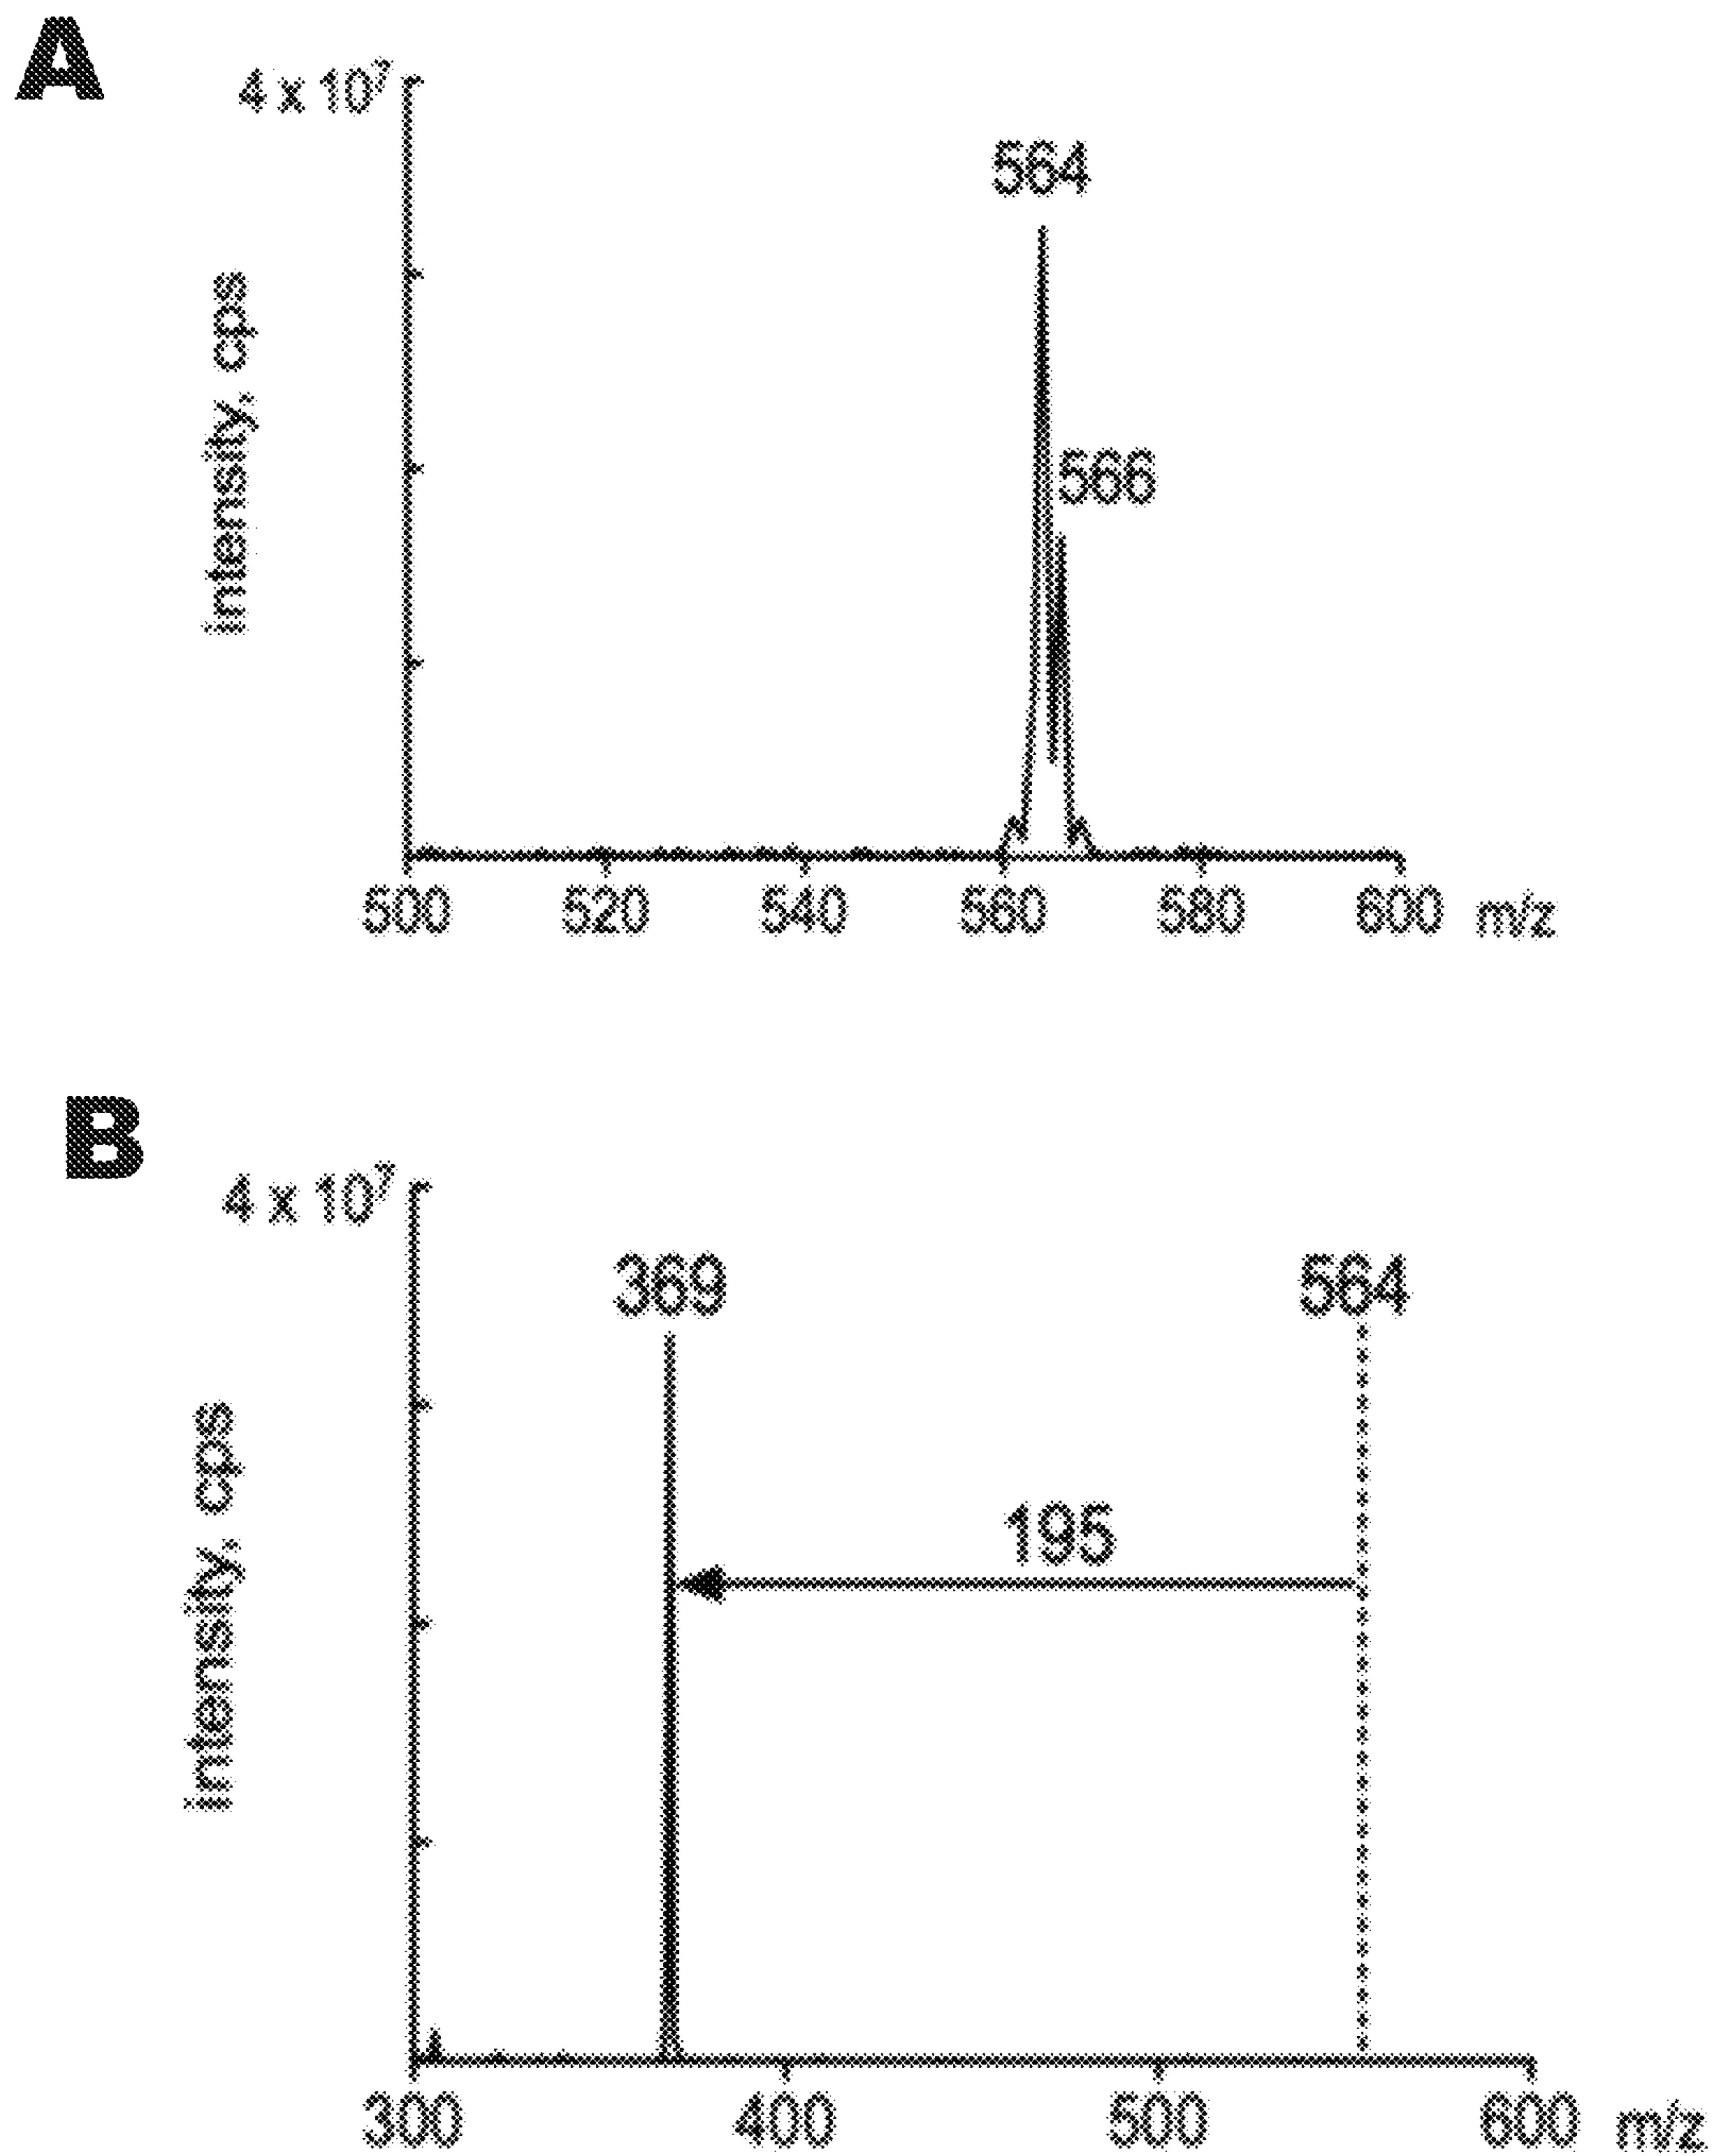 A
4 x 10⁷
564
566
intensity, cps
500 520 540 560 580 600 m/z
B
4 x 10⁷
369 564
195
intensity, cps
300 400 500 600 m/z